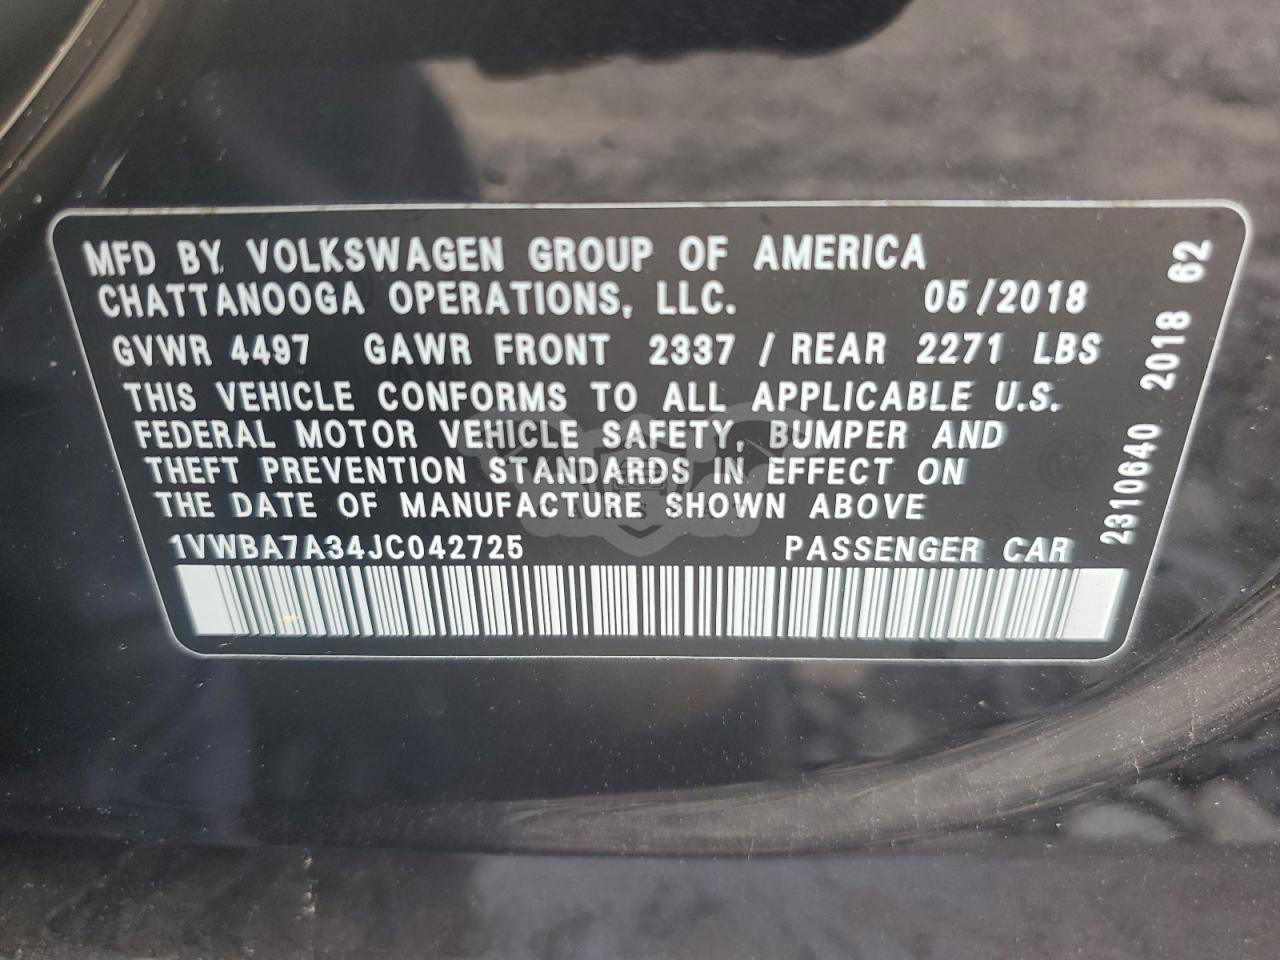 MFD BY VOLKSWAGEN GROUP OF AMERICA
CHATTANOOGA OPERATIONS, LLC. 05/2018
GVWR 4497 GAWR FRONT 2337 / REAR 2271 LBS
THIS VEHICLE CONFORMS TO ALL APPLICABLE U.S.
FEDERAL MOTOR VEHICLE SAFETY, BUMPER AND
THEFT PREVENTION STANDARDS IN EFFECT ON
THE DATE OF MANUFACTURE SHOWN ABOVE
1VWBA7A34JC042725 PASSENGER CAR
2310640 2018 62